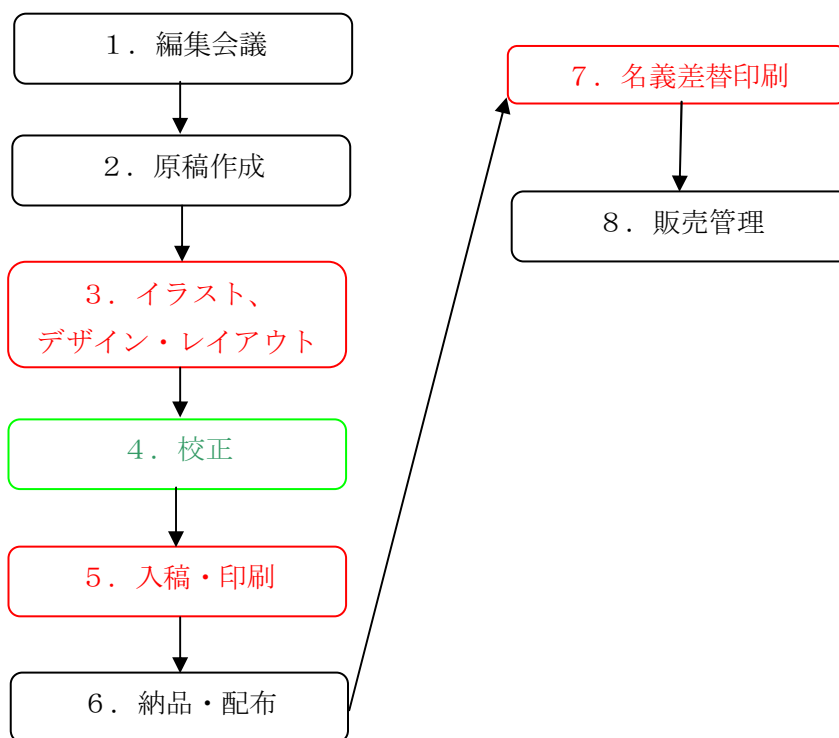 １．編集会議
２．原稿作成
３．イラスト、
デザイン・レイアウト
４．校正
５．入稿・印刷
６．納品・配布
７．名義差替印刷
８．販売管理